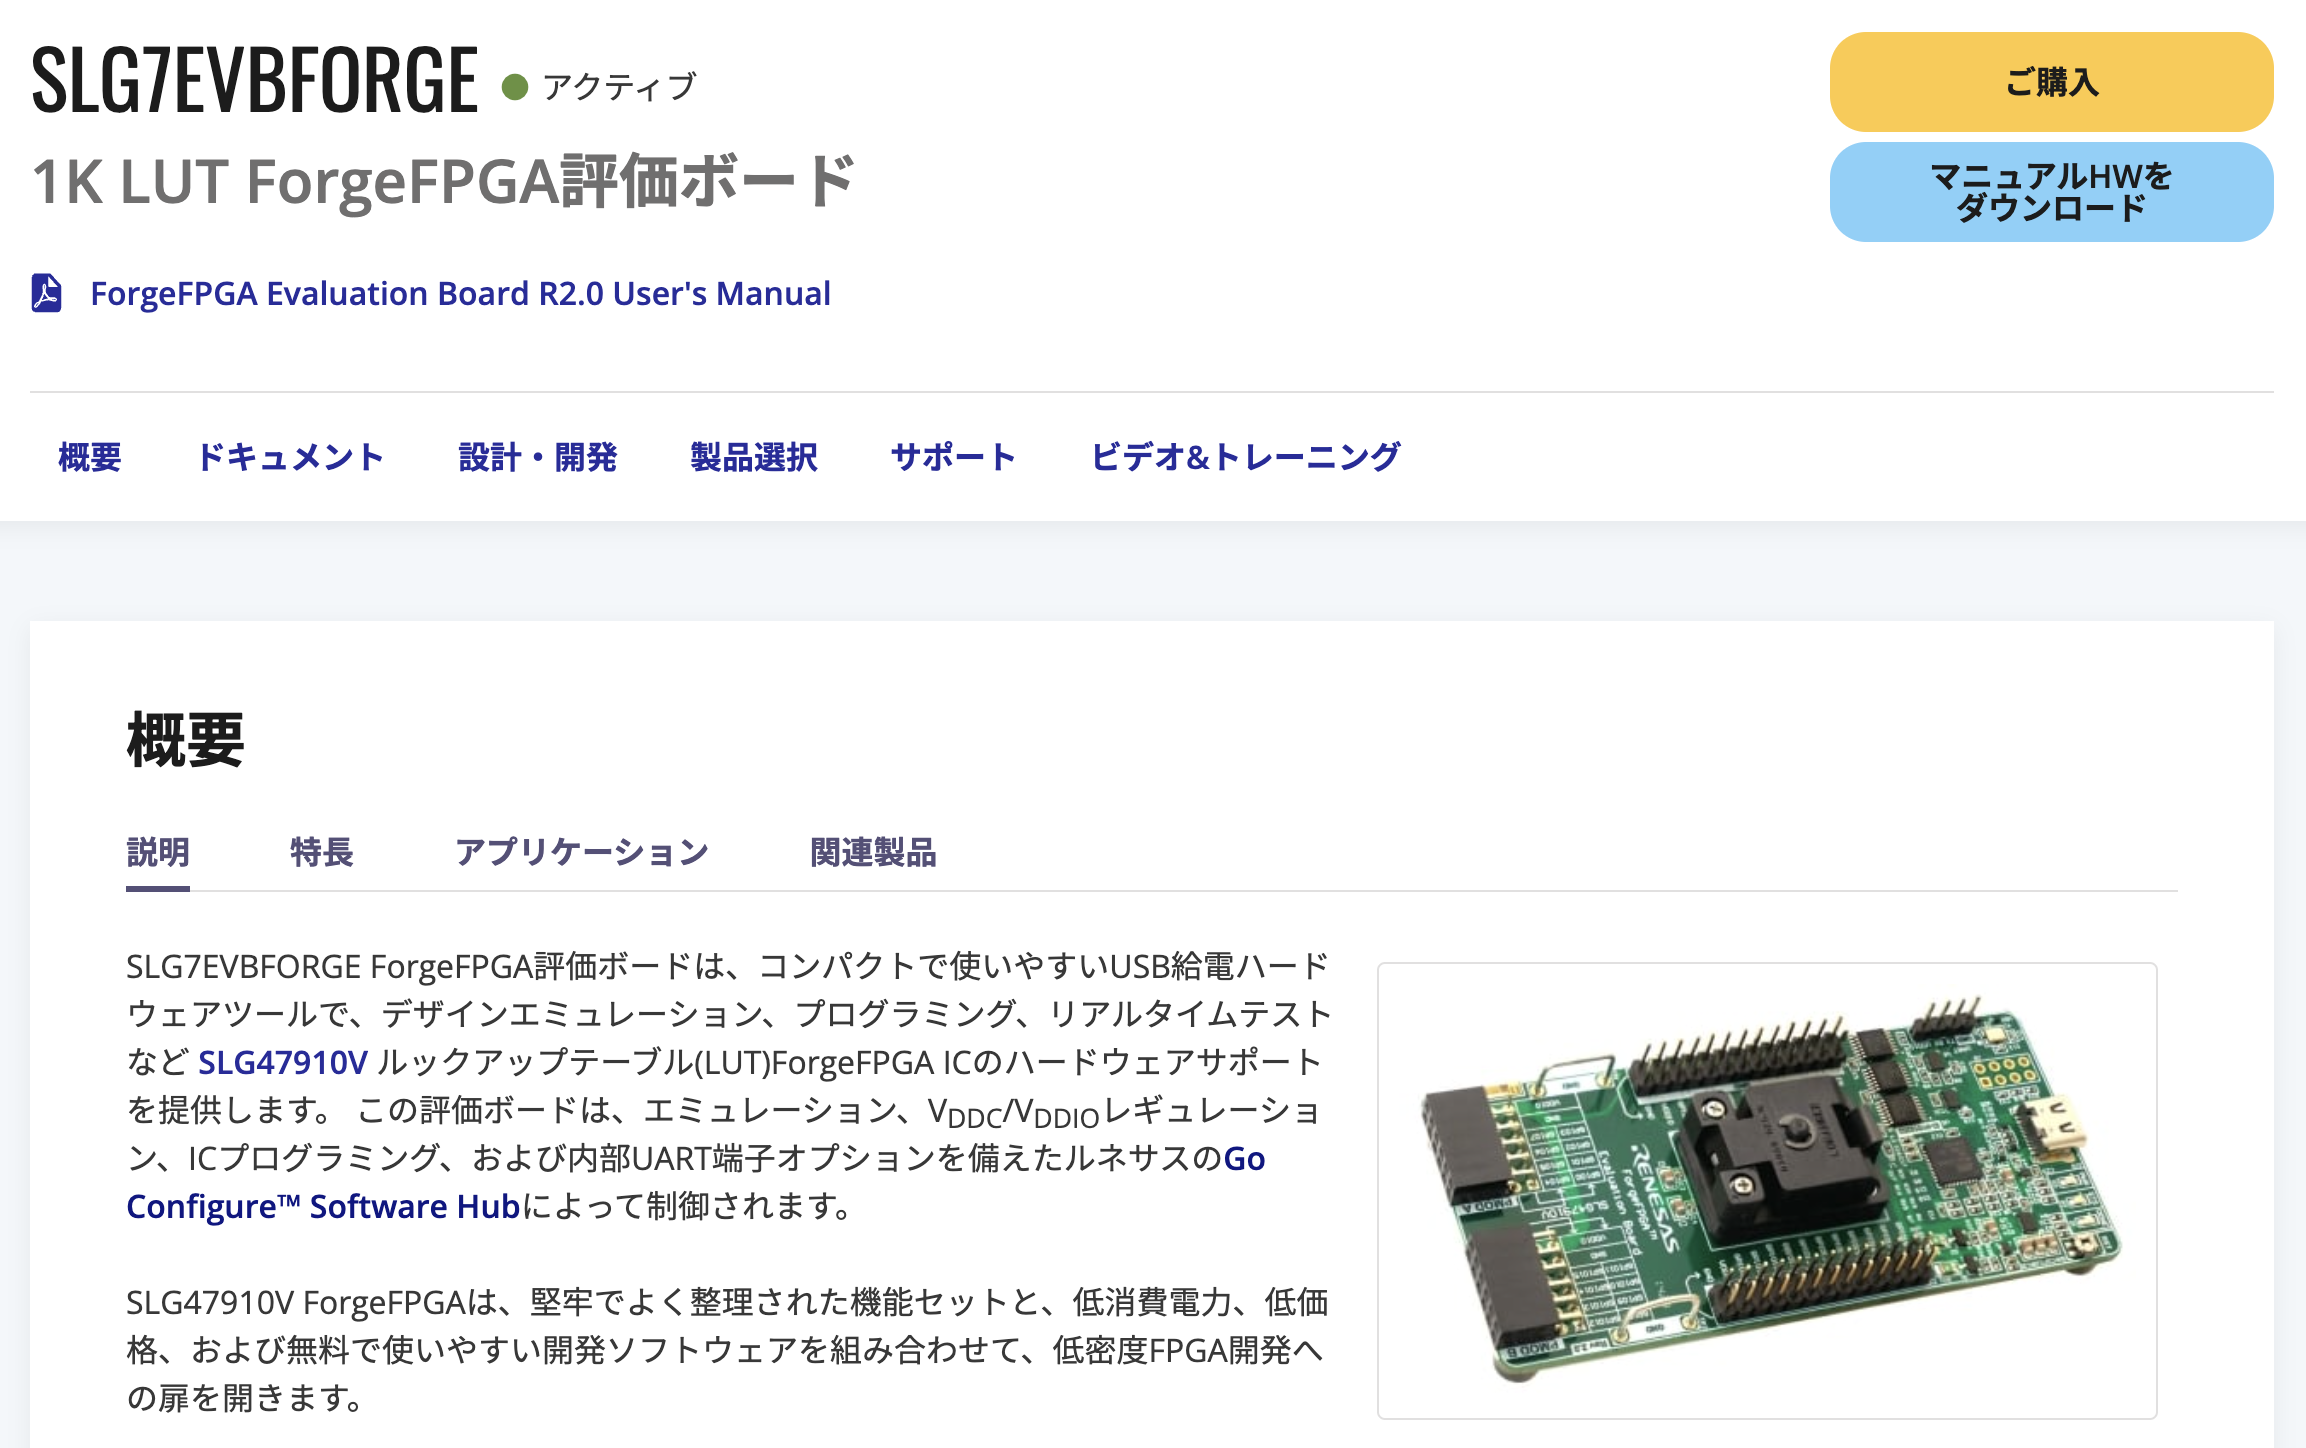 SLG7EVBFORGE ● アクティブ
ご購入
1K LUT ForgeFPGA評価ボード
マニュアルHWを
ダウンロード
ForgeFPGA Evaluation Board R2.0 User's Manual
概要 ドキュメント 設計・開発 製品選択 サポート ビデオ&トレーニング
概要
説明 特長 アプリケーション 関連製品
SLG7EVBFORGE ForgeFPGA評価ボードは、コンパクトで使いやすいUSB給電ハード
ウェアツールで、デザインエミュレーション、プログラミング、リアルタイムテスト
など SLG47910V ルックアップテーブル(LUT)ForgeFPGA ICのハードウェアサポート
を提供します。 この評価ボードは、エミュレーション、VDDC/VDDIOレギュレーショ
ン、ICプログラミング、および内部UART端子オプションを備えたルネサスのGo
Configure™ Software Hubによって制御されます。
SLG47910V ForgeFPGAは、堅牢でよく整理された機能セットと、低消費電力、低価
格、および無料で使いやすい開発ソフトウェアを組み合わせて、低密度FPGA開発へ
の扉を開きます。
RENESAS
ForgeFPGA™
Evaluation Board
PMOD A
PMOD B
GND
GND